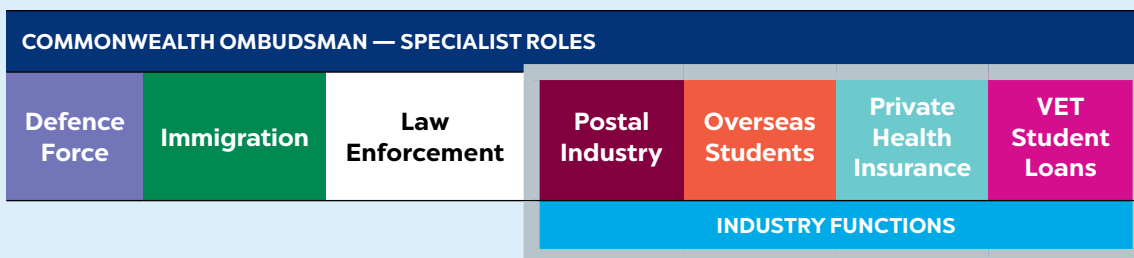 COMMONWEALTH OMBUDSMAN — SPECIALIST ROLES
Defence
Force
Immigration
Law
Enforcement
Postal
Industry
Overseas
Students
Private
Health
Insurance
VET
Student
Loans
INDUSTRY FUNCTIONS